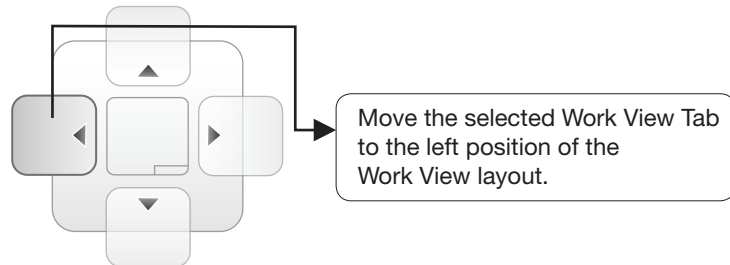 Move the selected Work View Tab
to the left position of the
Work View layout.